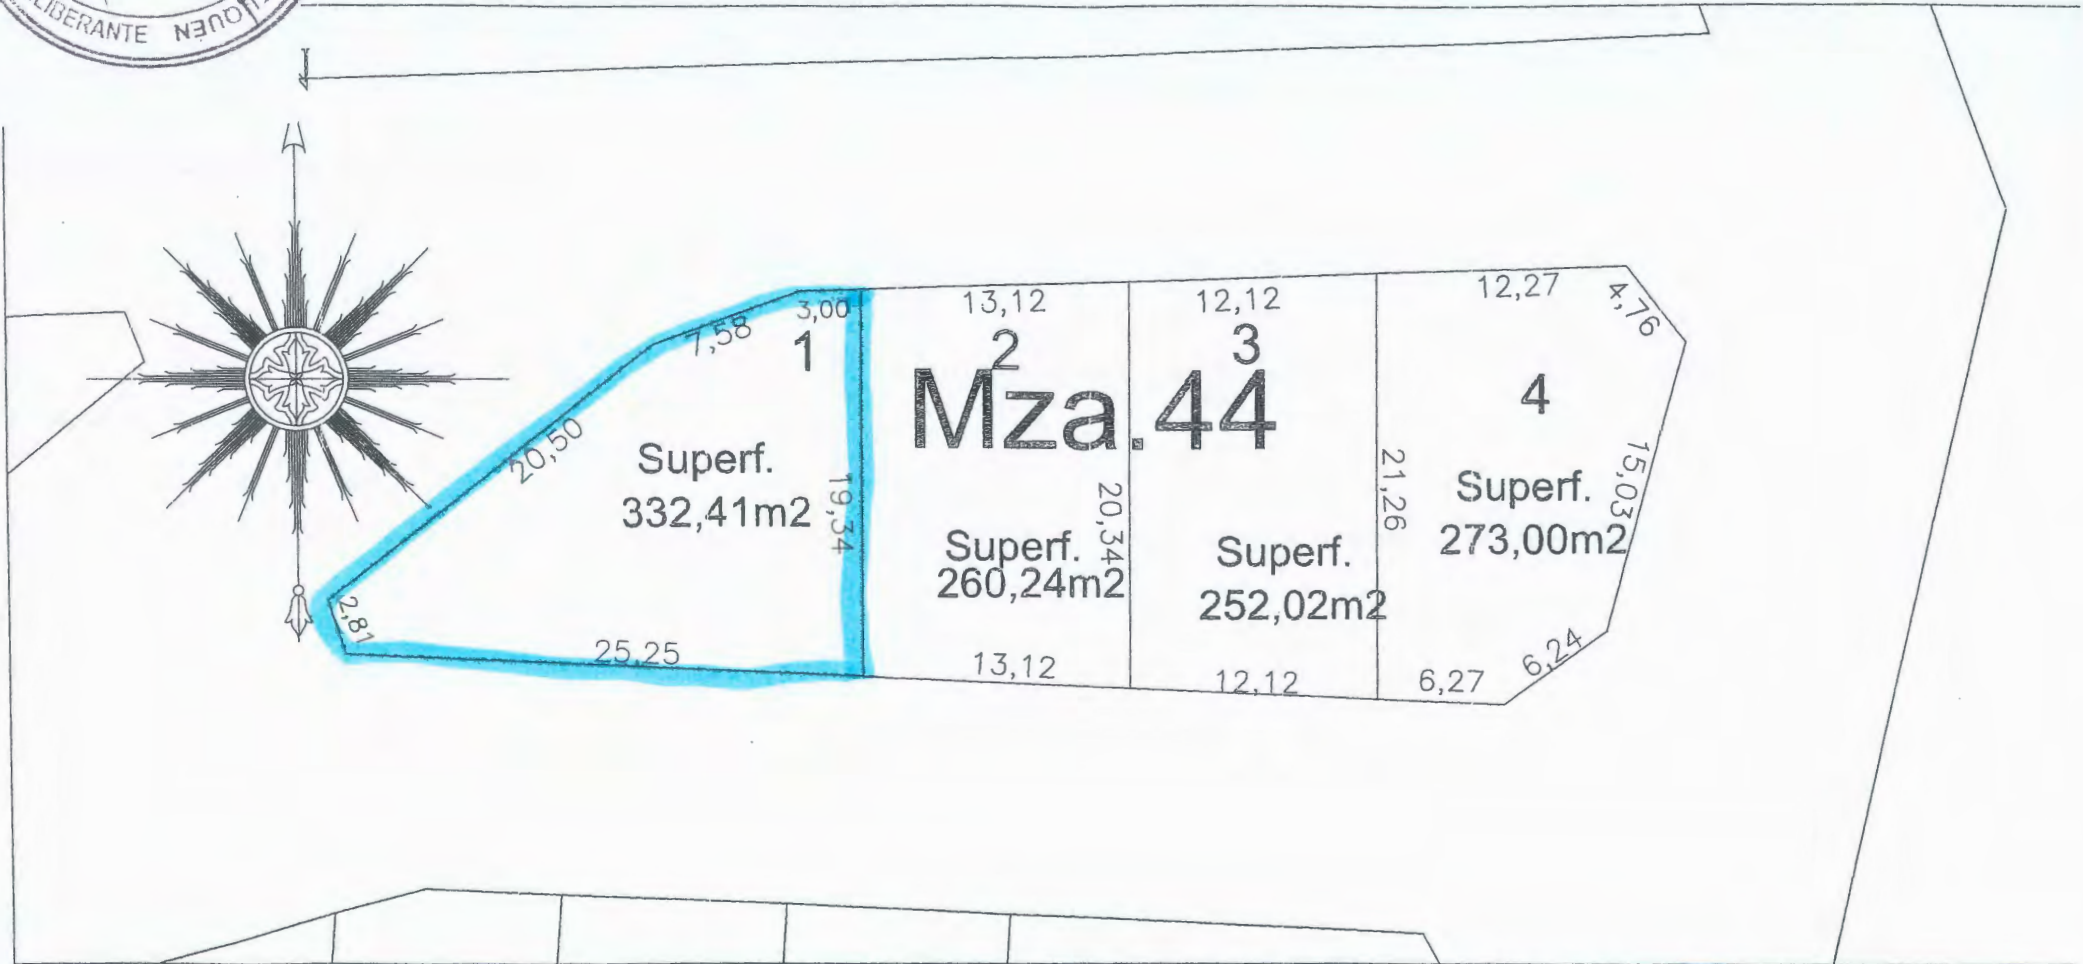 LIBERANTE
3,00
7,58
1
20,50
Superf.
332,41m2
19,34
2,81
25,25
13,12
2
Mza.44
Superf.
260,24m2
20,34
13,12
12,12
3
Superf.
252,02m2
21,26
12,12
12,27
4,76
4
Superf.
273,00m2
15,03
6,24
6,27